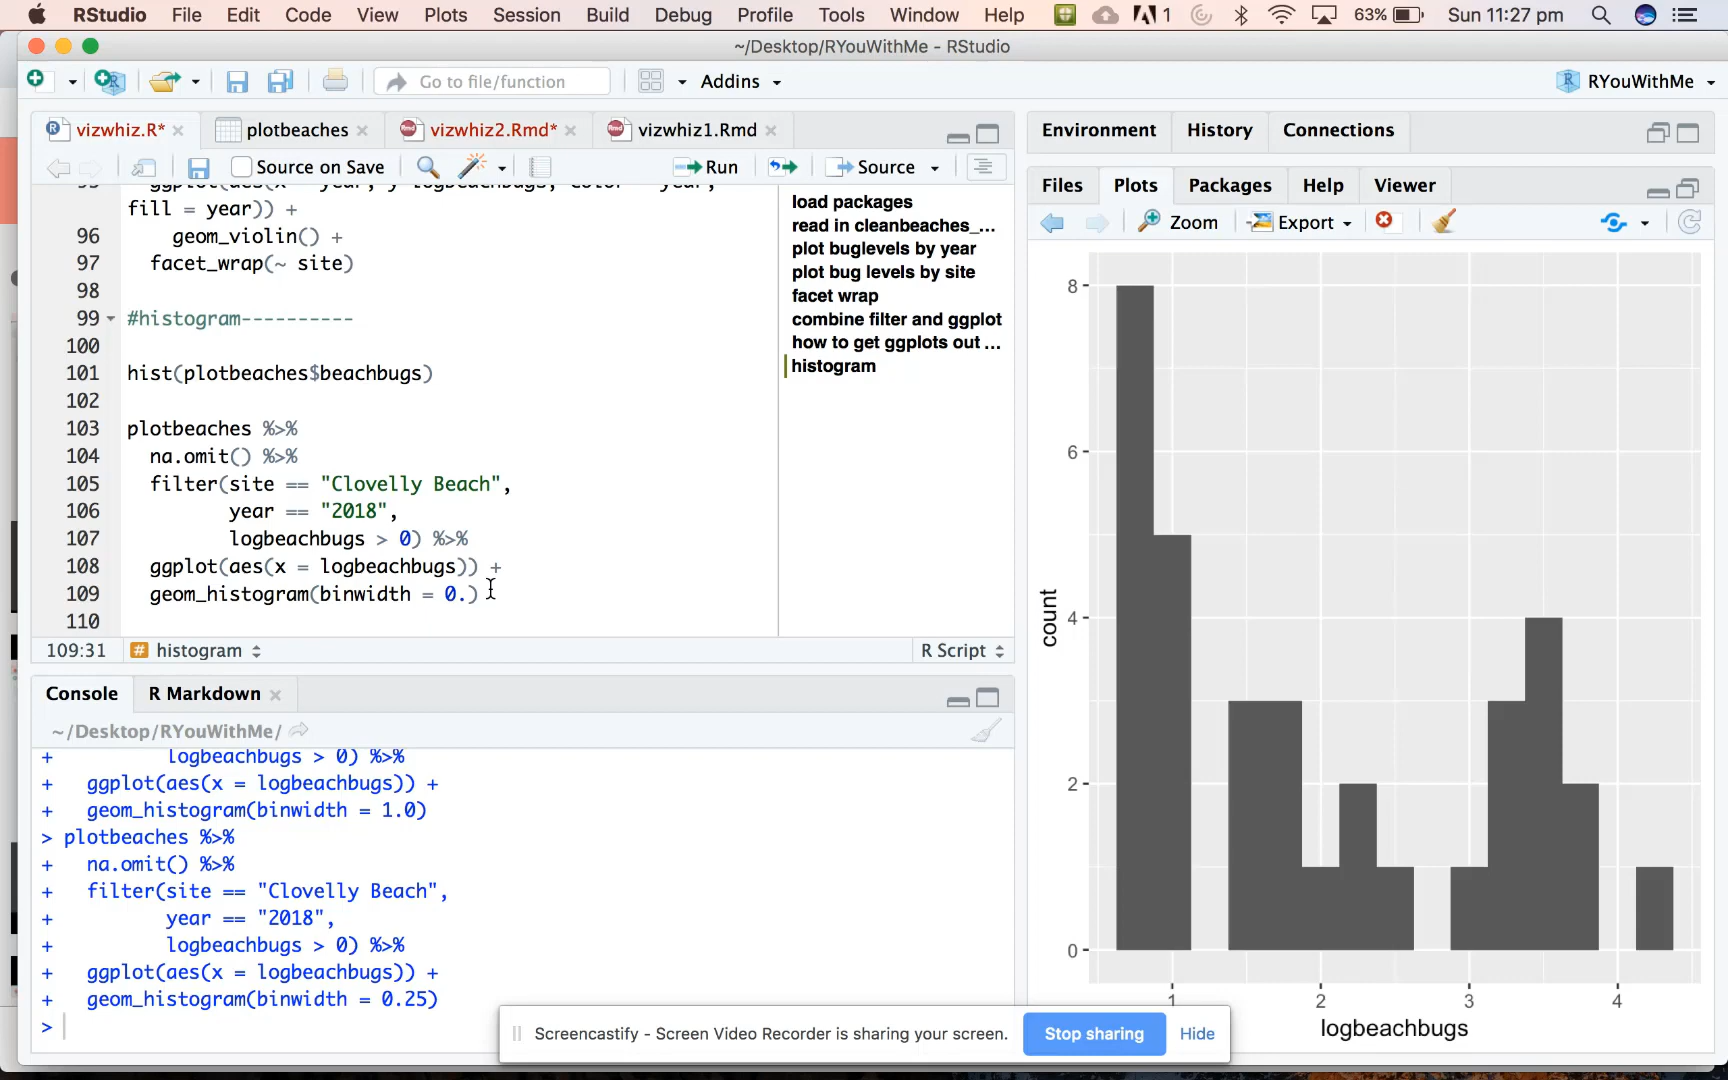 RStudio File Edit Code View Plots Session Build Debug Profile Tools Window Help 1 63% Sun 11:27 pm
~/Desktop/RYouWithMe - RStudio
Go to file/function Addins RYouWithMe
vizwhiz.R* plotbeaches vizwhiz2.Rmd* vizwhiz1.Rmd
Source on Save Run Source
fill = year)) +
96 geom_violin() +
97 facet_wrap(~ site)
98
99 #histogram----------
100
101 hist(plotbeaches$beachbugs)
102
103 plotbeaches %>%
104 na.omit() %>%
105 filter(site == "Clovelly Beach",
106 year == "2018",
107 logbeachbugs > 0) %>%
108 ggplot(aes(x = logbeachbugs)) +
109 geom_histogram(binwidth = 0.)
110
load packages
read in cleanbeaches_...
plot buglevels by year
plot bug levels by site
facet wrap
combine filter and ggplot
how to get ggplots out ...
histogram
109:31 # histogram R Script
Console R Markdown
~/Desktop/RYouWithMe/
+ logbeachbugs > 0) %>%
+ ggplot(aes(x = logbeachbugs)) +
+ geom_histogram(binwidth = 1.0)
> plotbeaches %>%
+ na.omit() %>%
+ filter(site == "Clovelly Beach",
+ year == "2018",
+ logbeachbugs > 0) %>%
+ ggplot(aes(x = logbeachbugs)) +
+ geom_histogram(binwidth = 0.25)
>
Environment History Connections
Files Plots Packages Help Viewer
Zoom Export
8
6
4
2
0
count
1 2 3 4
logbeachbugs
Screencastify - Screen Video Recorder is sharing your screen. Stop sharing Hide